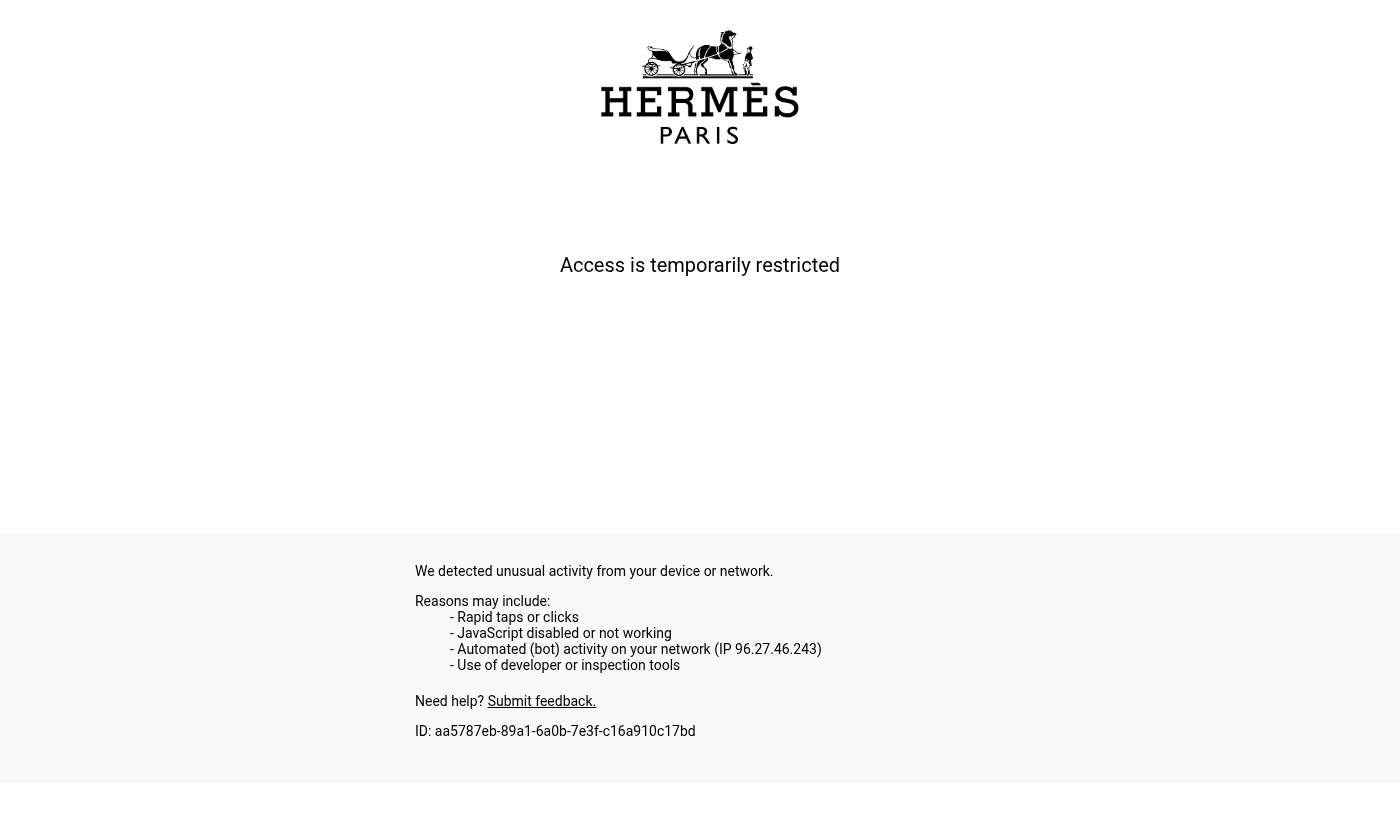 HERMÈS
PARIS
Access is temporarily restricted
We detected unusual activity from your device or network.
Reasons may include:
- Rapid taps or clicks
- JavaScript disabled or not working
- Automated (bot) activity on your network (IP 96.27.46.243)
- Use of developer or inspection tools
Need help? Submit feedback.
ID: aa5787eb-89a1-6a0b-7e3f-c16a910c17bd